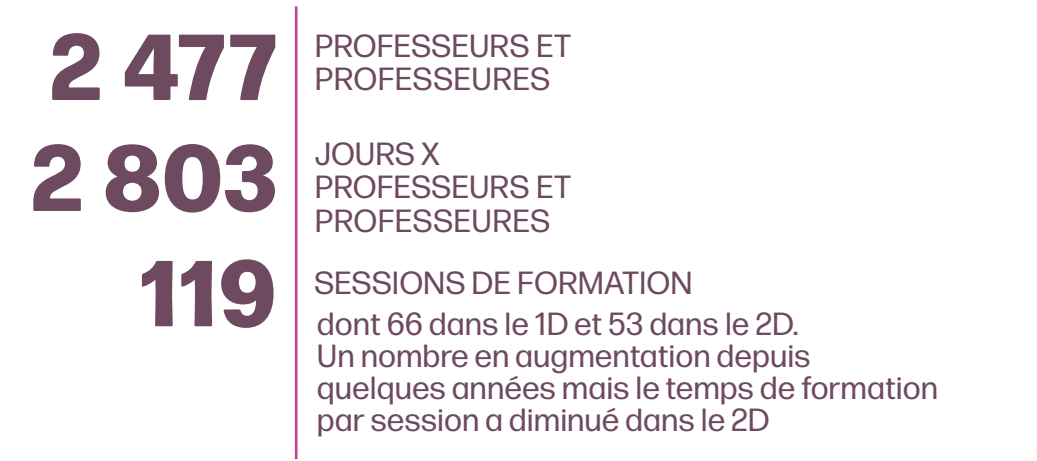 2 477
PROFESSEURS ET
PROFESSEURES
2 803
JOURS X
PROFESSEURS ET
PROFESSEURES
119
SESSIONS DE FORMATION
dont 66 dans le 1D et 53 dans le 2D.
Un nombre en augmentation depuis
quelques années mais le temps de formation
par session a diminué dans le 2D